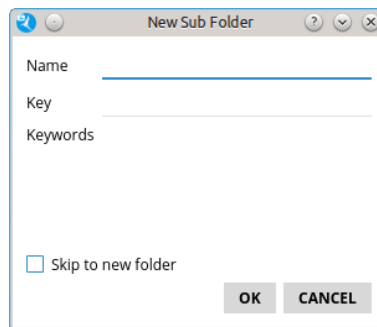 New Sub Folder
Name
Key
Keywords
Skip to new folder
OK CANCEL